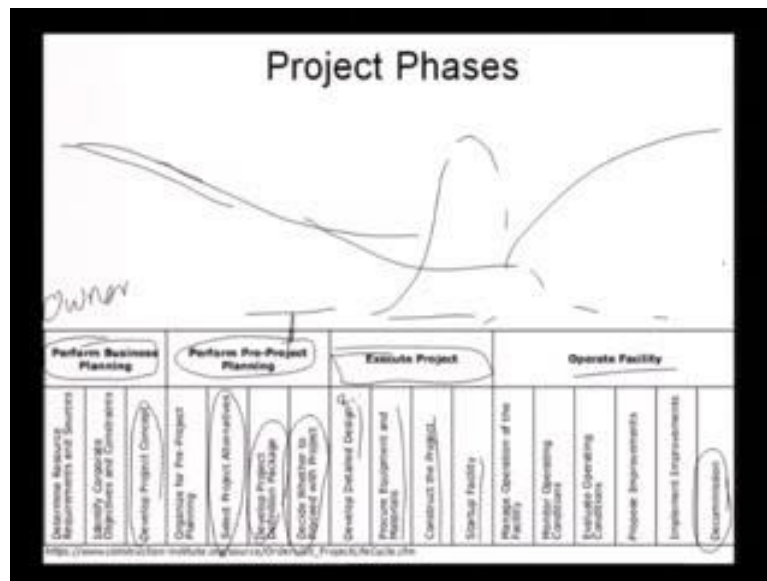 Project Phases
Owner
Perform Business
Planning
Perform Pre-Project
Planning
Execute Project
Operate Facility
Determine Resource
Requirements and Sources
Identify Corporate
Objectives and Constraints
Develop Project Concept
Organize for Pre-Project
Planning
Select Project Alternatives
Develop Project
Definition Package
Decide Whether to
Proceed with Project
Develop Detailed Design
Procure Equipment and
Materials
Construct the Project
Startup Facility
Manage Operation of the
Facility
Monitor Operating
Conditions
Evaluate Operating
Conditions
Propose Improvements
Implement Improvements
Decommission